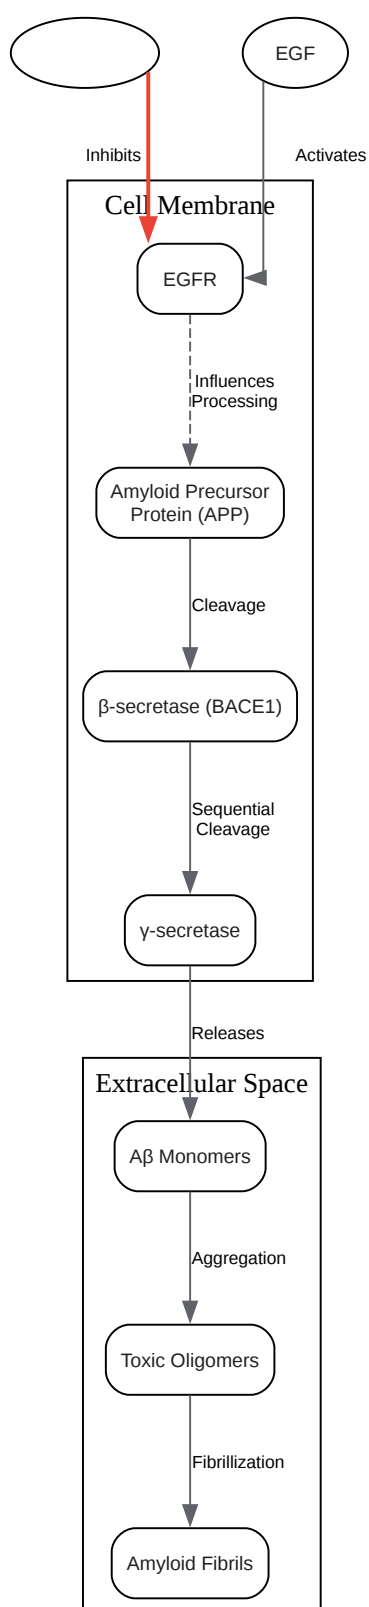 EGF
Inhibits
Activates
Cell Membrane
EGFR
Influences
Processing
Amyloid Precursor
Protein (APP)
Cleavage
β-secretase (BACE1)
Sequential
Cleavage
γ-secretase
Releases
Extracellular Space
Aβ Monomers
Aggregation
Toxic Oligomers
Fibrillization
Amyloid Fibrils